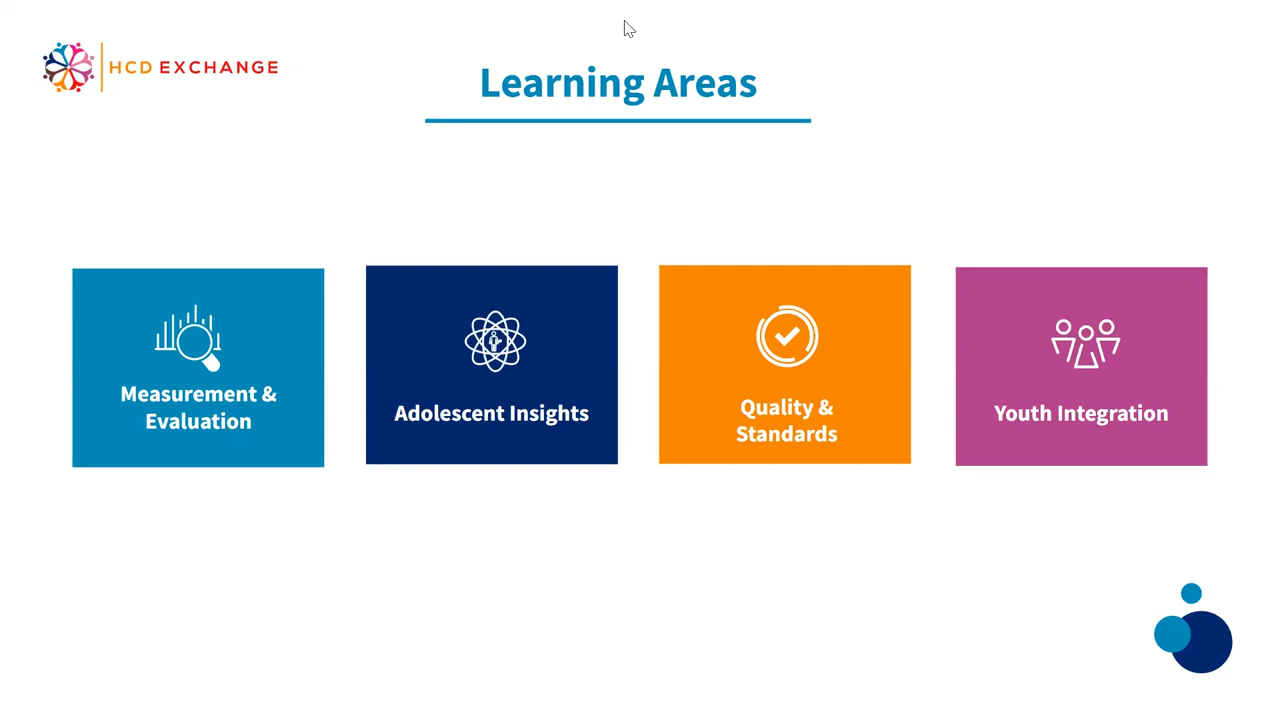 HCD EXCHANGE
Learning Areas
Measurement &
Evaluation
Adolescent Insights
Quality &
Standards
Youth Integration